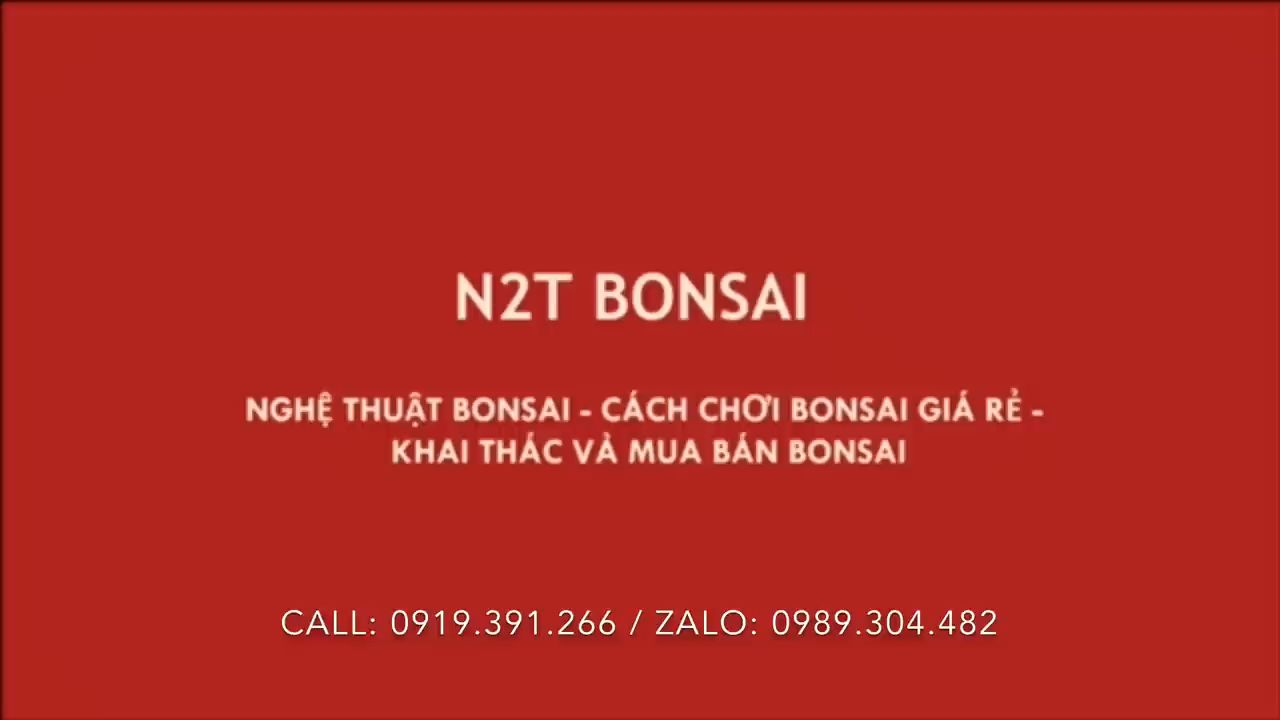 N2T BONSAI
NGHỆ THUẬT BONSAI - CÁCH CHƠI BONSAI GIÁ RẺ -
KHAI THÁC VÀ MUA BÁN BONSAI
CALL: 0919.391.266 / ZALO: 0989.304.482